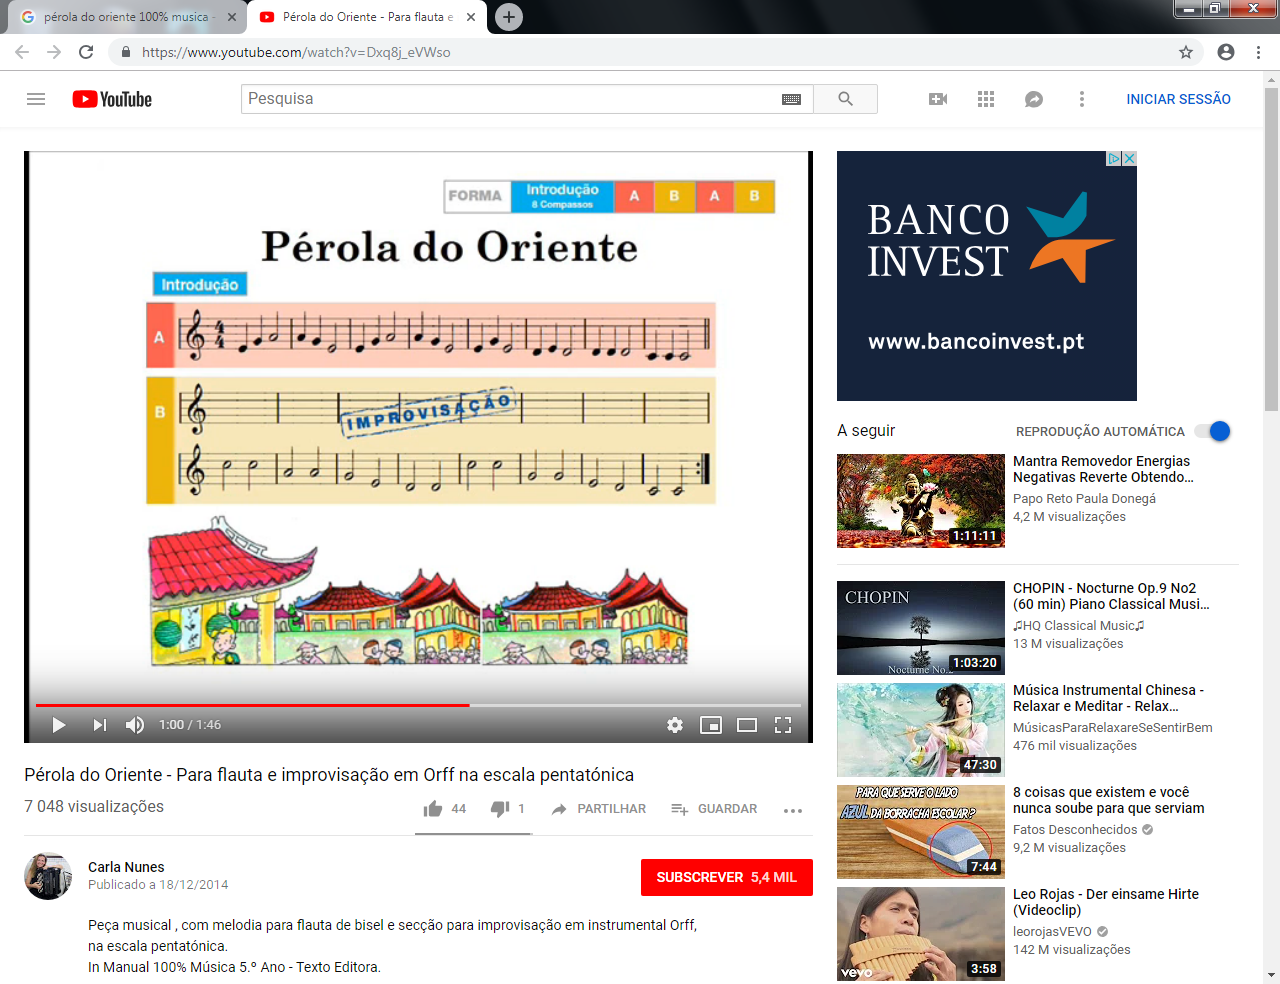 pérola do oriente 100% musica -
Pérola do Oriente - Para flauta e
https://www.youtube.com/watch?v=Dxq8j_eVWso
YouTube
Pesquisa
INICIAR SESSÃO
FORMA
Introdução
8 Compassos
A
B
A
B
Pérola do Oriente
Introdução
A
4
4
B
IMPROVISAÇÃO
1:00 / 1:46
Pérola do Oriente - Para flauta e improvisação em Orff na escala pentatónica
7 048 visualizações
44
1
PARTILHAR
GUARDAR
Carla Nunes
Publicado a 18/12/2014
SUBSCREVER 5,4 MIL
Peça musical , com melodia para flauta de bisel e secção para improvisação em instrumental Orff,
na escala pentatónica.
In Manual 100% Música 5.º Ano - Texto Editora.
BANCO
INVEST
www.bancoinvest.pt
A seguir
REPRODUÇÃO AUTOMÁTICA
1:11:11
Mantra Removedor Energias
Negativas Reverte Obtendo...
Papo Reto Paula Donegá
4,2 M visualizações
CHOPIN
Nocturne No.2
1:03:20
CHOPIN - Nocturne Op.9 No2
(60 min) Piano Classical Musi...
♫HQ Classical Music♫
13 M visualizações
47:30
Música Instrumental Chinesa -
Relaxar e Meditar - Relax...
MúsicasParaRelaxareSeSentirBem
476 mil visualizações
PARA QUE SERVE O LADO
AZUL DA BORRACHA ESCOLAR?
7:44
8 coisas que existem e você
nunca soube para que serviam
Fatos Desconhecidos
9,2 M visualizações
vevo
3:58
Leo Rojas - Der einsame Hirte
(Videoclip)
leorojasVEVO
142 M visualizações